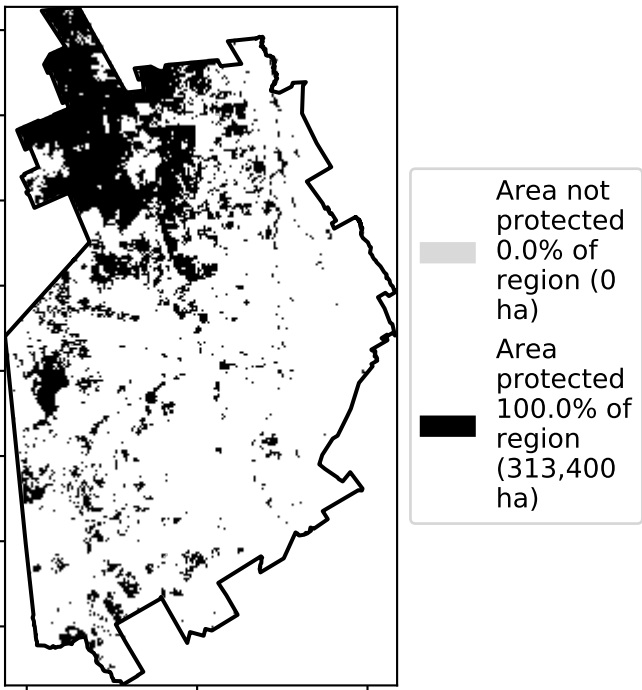 Area not
protected
0.0% of
region (0
ha)
Area
protected
100.0% of
region
(313,400
ha)